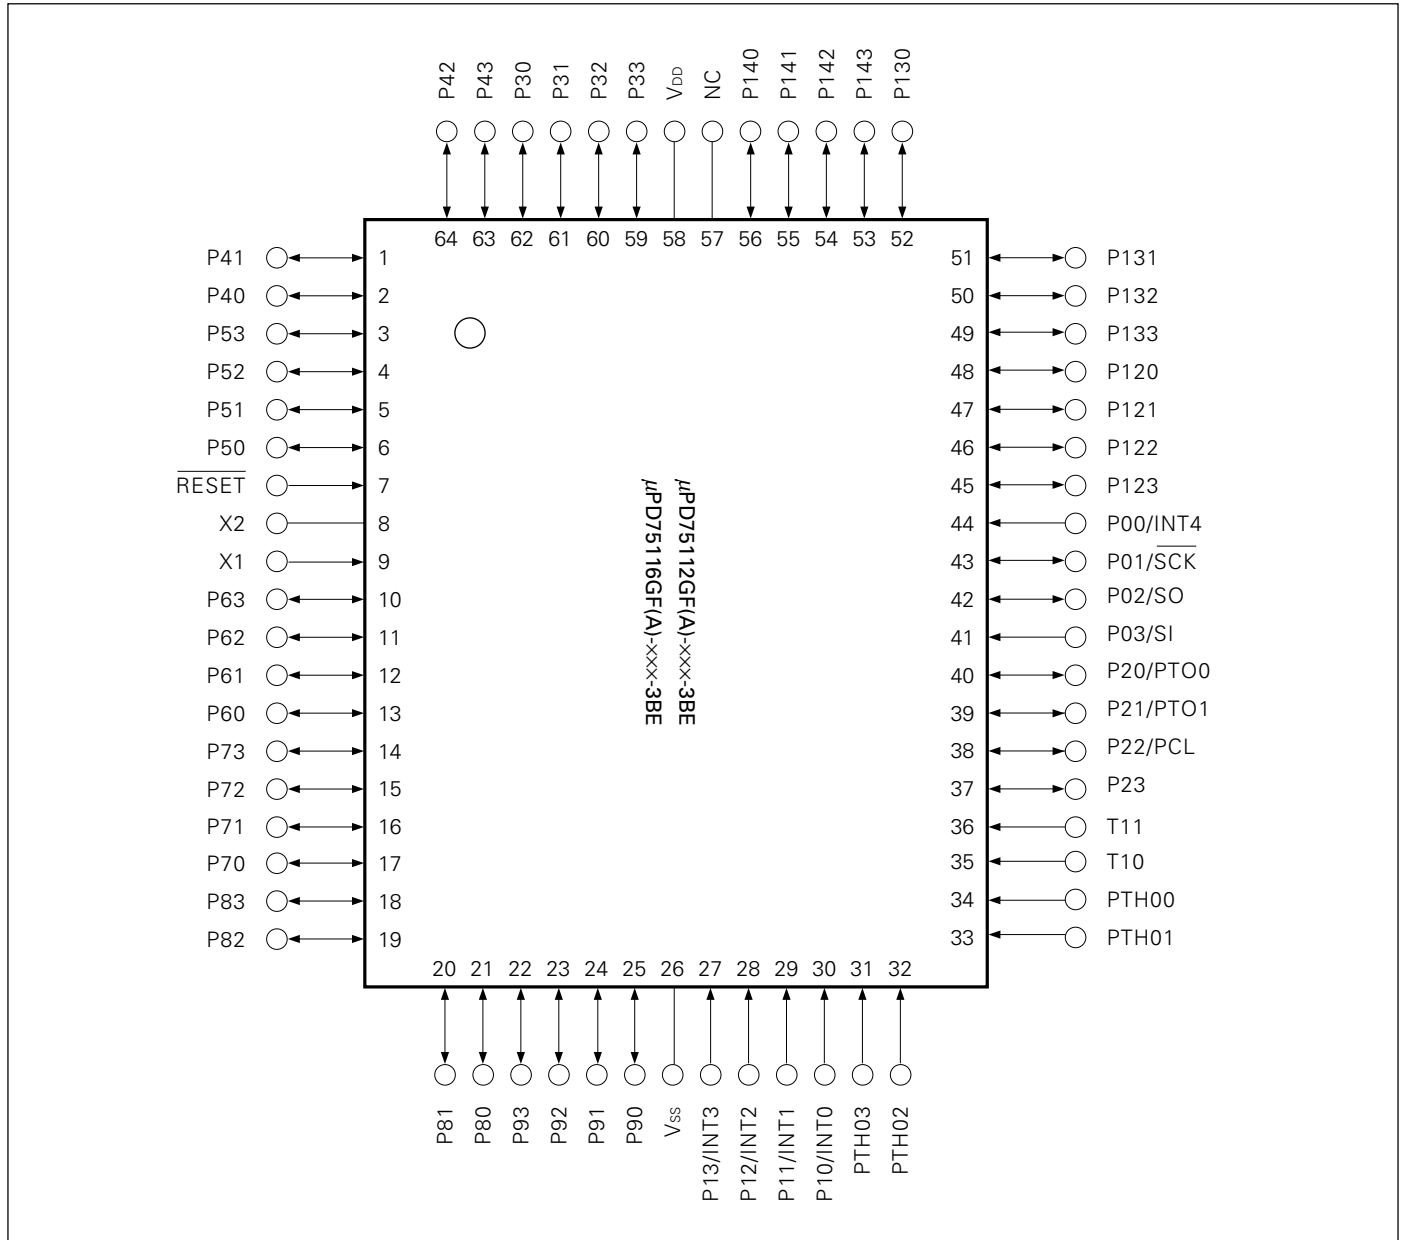 P42 P43 P30 P31 P32 P33 VDD NC P140 P141 P142 P143 P130
64 63 62 61 60 59 58 57 56 55 54 53 52
P41 1 51 P131
P40 2 50 P132
P53 3 49 P133
P52 4 48 P120
P51 5 47 P121
P50 6 46 P122
RESET 7 45 P123
X2 8 44 P00/INT4
X1 9 43 P01/SCK
P63 10 42 P02/SO
P62 11 41 P03/SI
P61 12 40 P20/PTO0
P60 13 39 P21/PTO1
P73 14 38 P22/PCL
P72 15 37 P23
P71 16 36 T11
P70 17 35 T10
P83 18 34 PTH00
P82 19 33 PTH01
μPD75112GF(A)-×××-3BE
μPD75116GF(A)-×××-3BE
20 21 22 23 24 25 26 27 28 29 30 31 32
P81 P80 P93 P92 P91 P90 VSS P13/INT3 P12/INT2 P11/INT1 P10/INT0 PTH03 PTH02